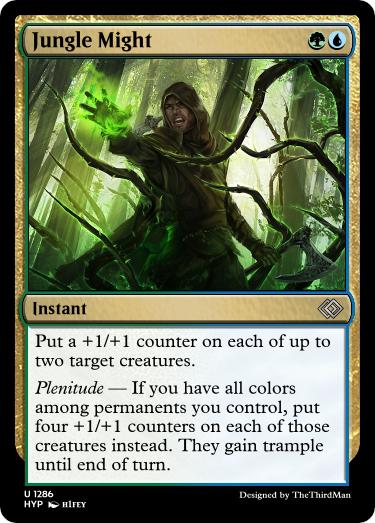 Jungle Might
Instant
Put a +1/+1 counter on each of up to
two target creatures.
Plenitude — If you have all colors
among permanents you control, put
four +1/+1 counters on each of those
creatures instead. They gain trample
until end of turn.
U 1286
HYP H1FEY
Designed by TheThirdMan